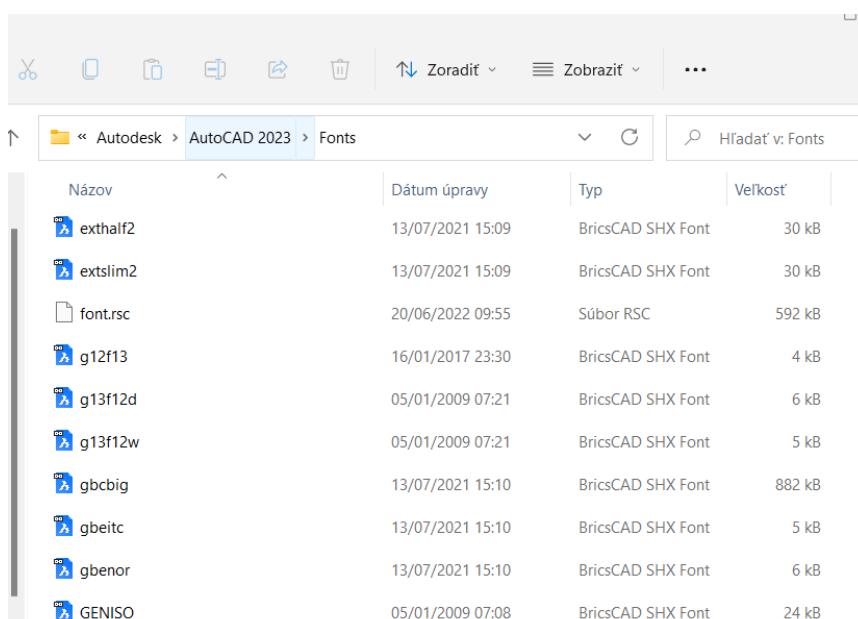 Zoradiť Zobraziť
« Autodesk > AutoCAD 2023 > Fonts Hľadať v: Fonts
Názov Dátum úpravy Typ Veľkosť
exthalf2 13/07/2021 15:09 BricsCAD SHX Font 30 kB
extslim2 13/07/2021 15:09 BricsCAD SHX Font 30 kB
font.rsc 20/06/2022 09:55 Súbor RSC 592 kB
g12f13 16/01/2017 23:30 BricsCAD SHX Font 4 kB
g13f12d 05/01/2009 07:21 BricsCAD SHX Font 6 kB
g13f12w 05/01/2009 07:21 BricsCAD SHX Font 5 kB
gbcbig 13/07/2021 15:10 BricsCAD SHX Font 882 kB
gbeitc 13/07/2021 15:10 BricsCAD SHX Font 5 kB
gbenor 13/07/2021 15:10 BricsCAD SHX Font 6 kB
GENISO 05/01/2009 07:08 BricsCAD SHX Font 24 kB